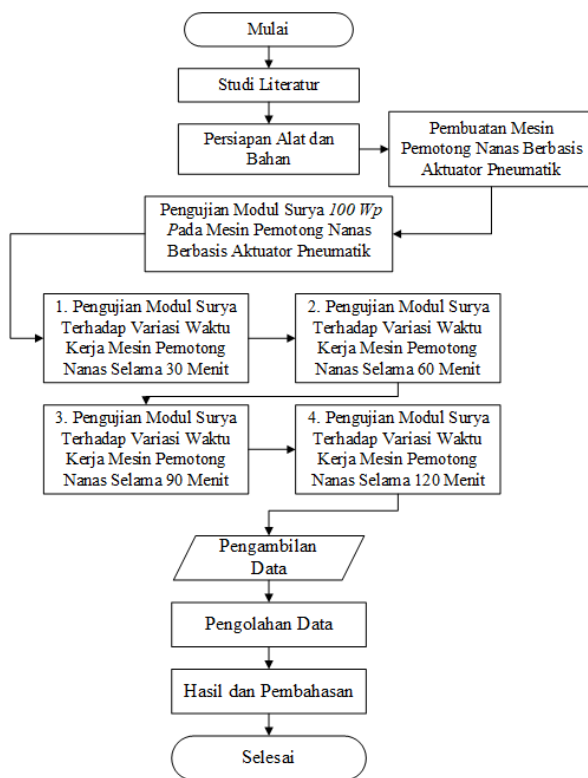 Mulai
Studi Literatur
Persiapan Alat dan
Bahan
Pembuatan Mesin
Pemotong Nanas Berbasis
Aktuator Pneumatik
Pengujian Modul Surya 100 Wp
Pada Mesin Pemotong Nanas
Berbasis Aktuator Pneumatik
1. Pengujian Modul Surya
Terhadap Variasi Waktu
Kerja Mesin Pemotong
Nanas Selama 30 Menit
2. Pengujian Modul Surya
Terhadap Variasi Waktu
Kerja Mesin Pemotong
Nanas Selama 60 Menit
3. Pengujian Modul Surya
Terhadap Variasi Waktu
Kerja Mesin Pemotong
Nanas Selama 90 Menit
4. Pengujian Modul Surya
Terhadap Variasi Waktu
Kerja Mesin Pemotong
Nanas Selama 120 Menit
Pengambilan
Data
Pengolahan Data
Hasil dan Pembahasan
Selesai